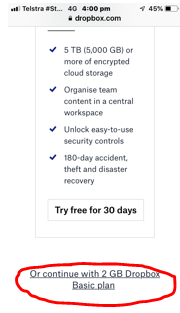 Telstra #St... 4G 4:00 pm 45%
dropbox.com
5 TB (5,000 GB) or
more of encrypted
cloud storage
Organise team
content in a central
workspace
Unlock easy-to-use
security controls
180-day accident,
theft and disaster
recovery
Try free for 30 days
Or continue with 2 GB Dropbox
Basic plan